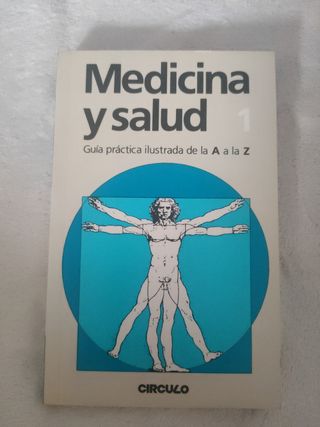 Medicina
y salud 1
Guía práctica ilustrada de la A a la Z
CIRCULO